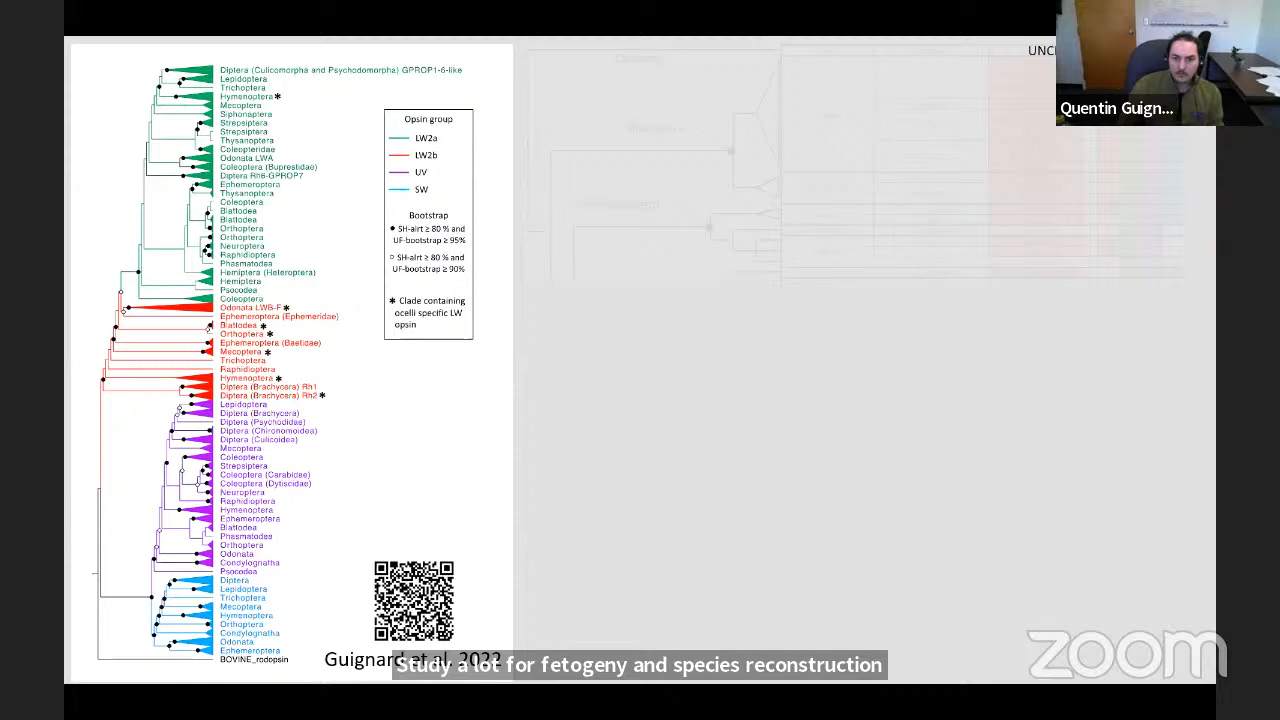 Diptera (Culicomorpha and Psychodomorpha) GPROP1-6-like
Lepidoptera
Trichoptera
Hymenoptera *
Mecoptera
Siphonaptera
Strepsiptera
Strepsiptera
Thysanoptera
Coleopteridae
Odonata LWA
Coleoptera (Buprestidae)
Diptera Rh6-GPROP7
Ephemeroptera
Thysanoptera
Coleoptera
Blattodea
Blattodea
Orthoptera
Orthoptera
Neuroptera
Raphidioptera
Phasmatodea
Hemiptera (Heteroptera)
Hemiptera
Psocodea
Coleoptera
Odonata LWB-F *
Ephemeroptera (Ephemeridae)
Blattodea *
Orthoptera *
Ephemeroptera (Baetidae)
Mecoptera *
Trichoptera
Raphidioptera
Hymenoptera *
Diptera (Brachycera) Rh1
Diptera (Brachycera) Rh2 *
Lepidoptera
Diptera (Brachycera)
Diptera (Psychodidae)
Diptera (Chironomoidea)
Diptera (Culicoidea)
Mecoptera
Coleoptera
Strepsiptera
Coleoptera (Carabidae)
Coleoptera (Dytiscidae)
Neuroptera
Raphidioptera
Hymenoptera
Ephemeroptera
Blattodea
Phasmatodea
Orthoptera
Odonata
Condylognatha
Psocodea
Diptera
Lepidoptera
Trichoptera
Mecoptera
Hymenoptera
Orthoptera
Condylognatha
Odonata
Ephemeroptera
BOVINE_rodopsin
Opsin group
LW2a
LW2b
UV
SW
Bootstrap
SH-alrt ≥ 80 % and
UF-bootstrap ≥ 95%
SH-alrt ≥ 80 % and
UF-bootstrap ≥ 90%
* Clade containing
ocelli specific LW
opsin
Guignard et al. 2022
Study a lot for fetogeny and species reconstruction
Quentin Guign...
zoom